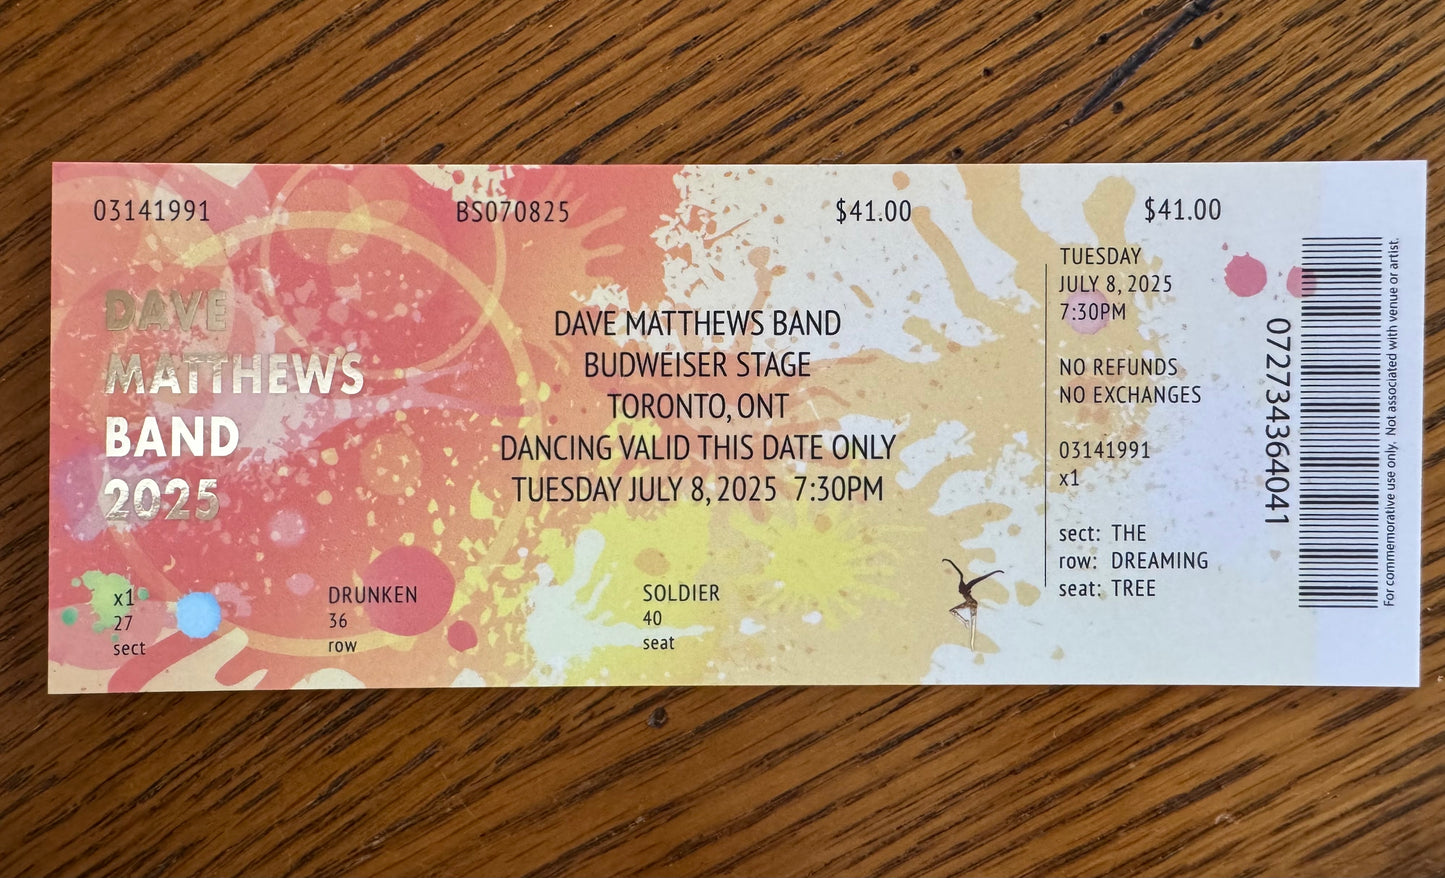 03141991 BS070825 $41.00 $41.00
DAVE
MATTHEWS
BAND
2025
DAVE MATTHEWS BAND
BUDWEISER STAGE
TORONTO, ONT
DANCING VALID THIS DATE ONLY
TUESDAY JULY 8, 2025 7:30PM
x1 DRUNKEN SOLDIER
27 36 40
sect row seat
TUESDAY
JULY 8, 2025
7:30PM
NO REFUNDS
NO EXCHANGES
03141991
x1
sect: THE
row: DREAMING
seat: TREE
072734364041
For commemorative use only. Not associated with venue or artist.